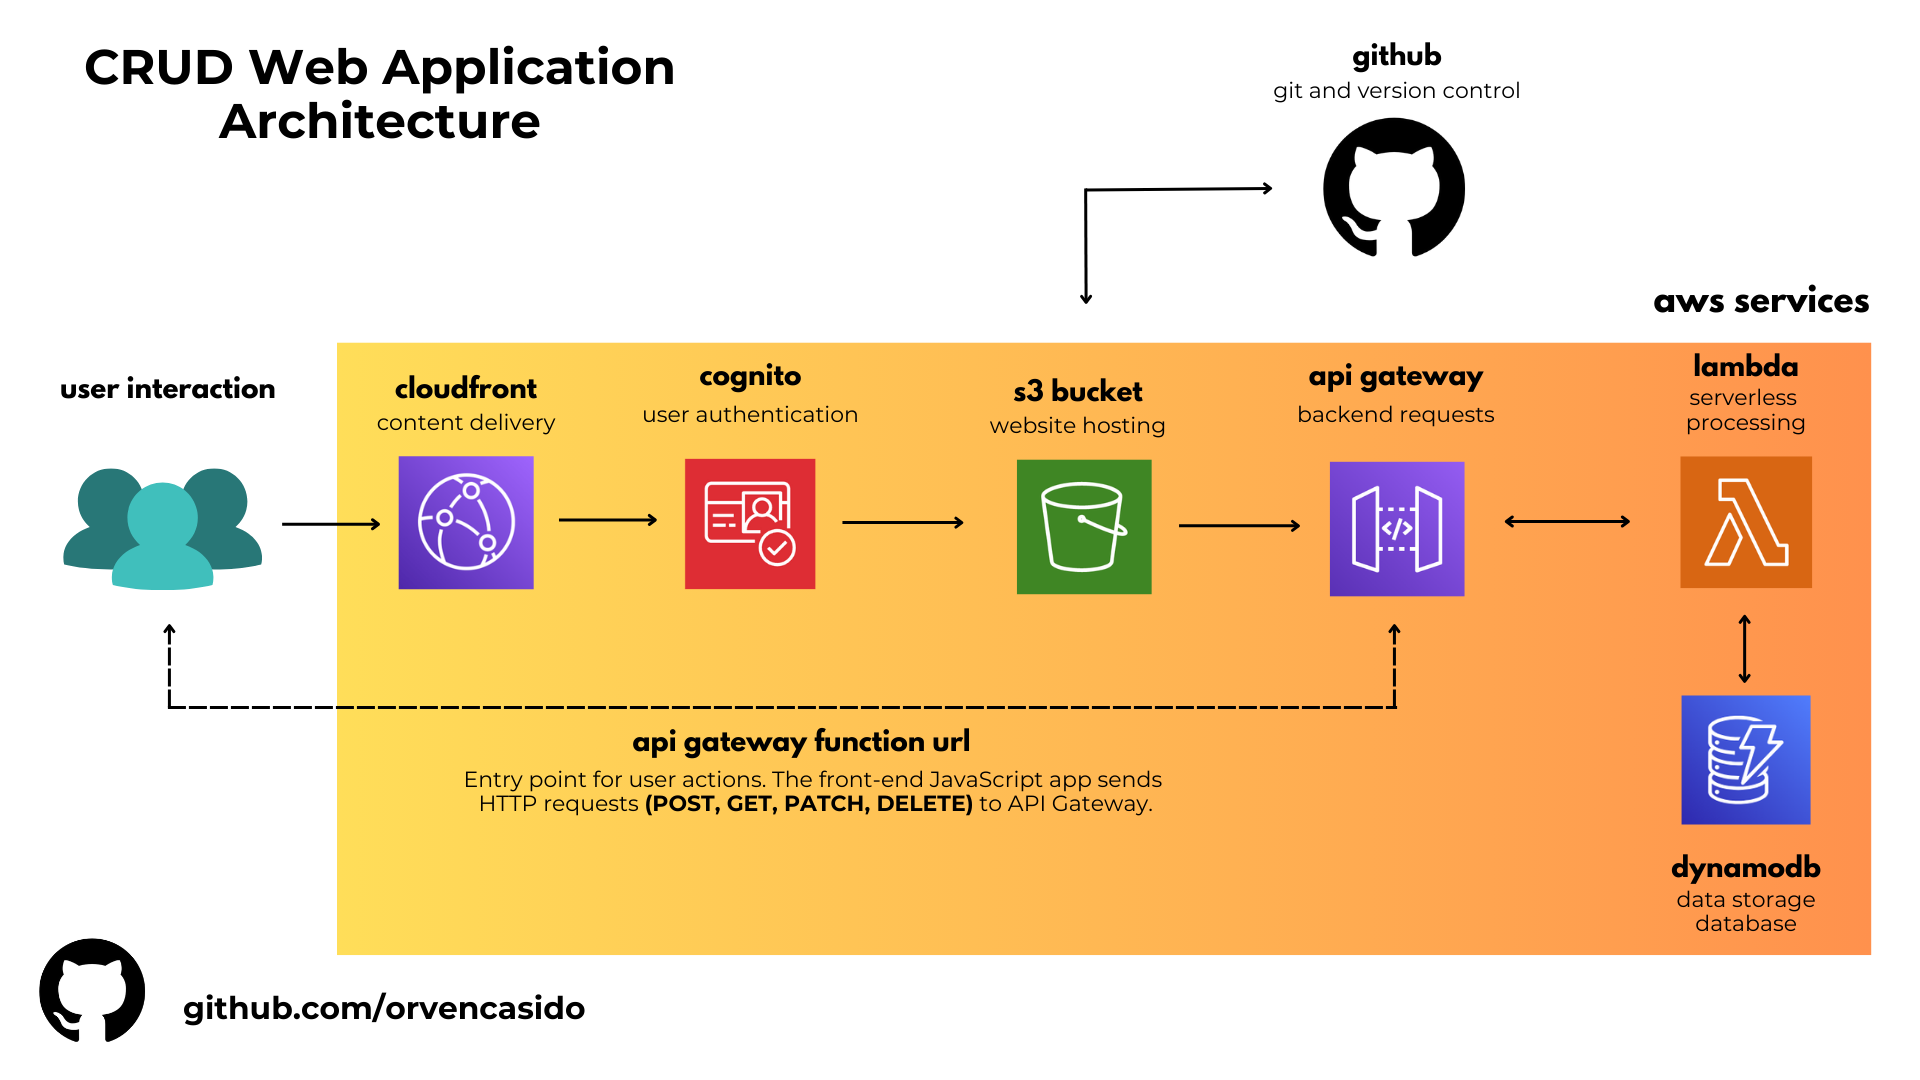 CRUD Web Application
Architecture
github
git and version control
aws services
user interaction
cloudfront
content delivery
cognito
user authentication
s3 bucket
website hosting
api gateway
backend requests
lambda
serverless
processing
</>
api gateway function url
Entry point for user actions. The front-end JavaScript app sends
HTTP requests (POST, GET, PATCH, DELETE) to API Gateway.
dynamodb
data storage
database
github.com/orvencasido